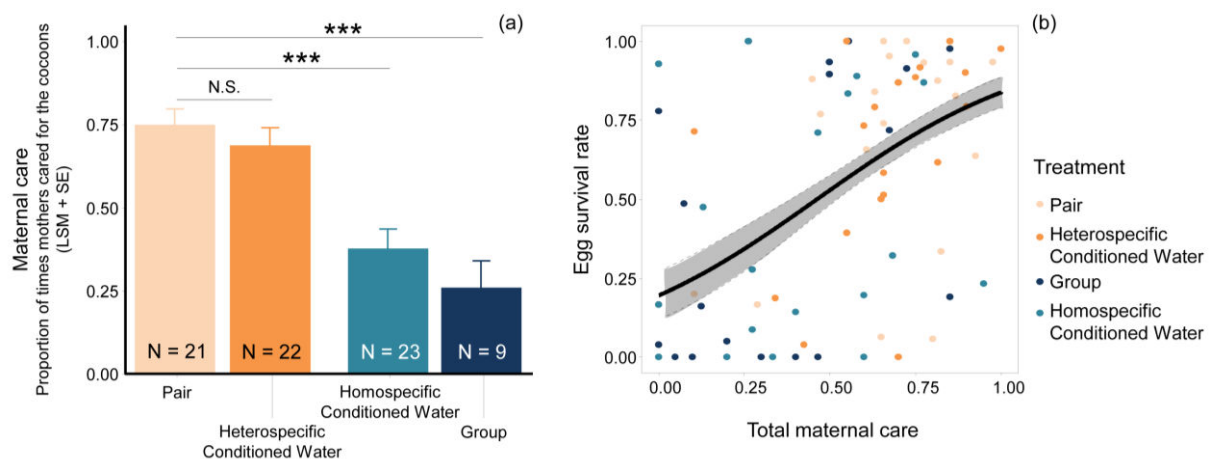 (a)
***
***
N.S.
Maternal care
Proportion of times mothers cared for the cocoons
(LSM + SE)
1.00
0.75
0.50
0.25
0.00
N = 21
N = 22
N = 23
N = 9
Pair
Heterospecific
Conditioned Water
Homospecific
Conditioned Water
Group
(b)
Egg survival rate
1.00
0.75
0.50
0.25
0.00
0.00
0.25
0.50
0.75
1.00
Total maternal care
Treatment
Pair
Heterospecific
Conditioned Water
Group
Homospecific
Conditioned Water